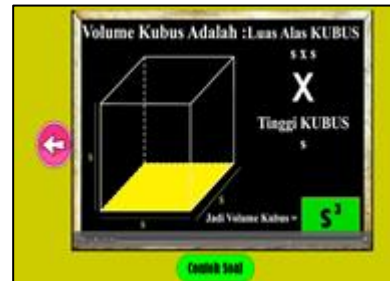 Volume Kubus Adalah :Luas Alas KUBUS
S X S
X
Tinggi KUBUS
S
S
S
S
Jadi Volume Kubus = S³
Contoh Soal